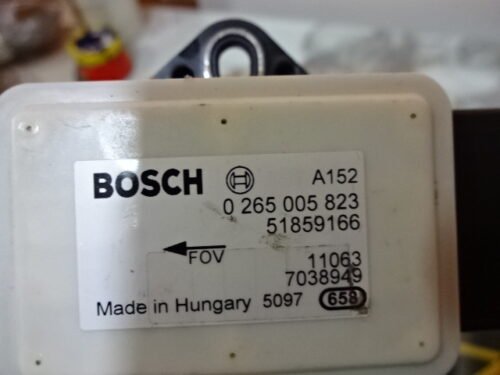 BOSCH A152
0 265 005 823
51859166
FOV 11063
7038949
Made in Hungary 5097 658